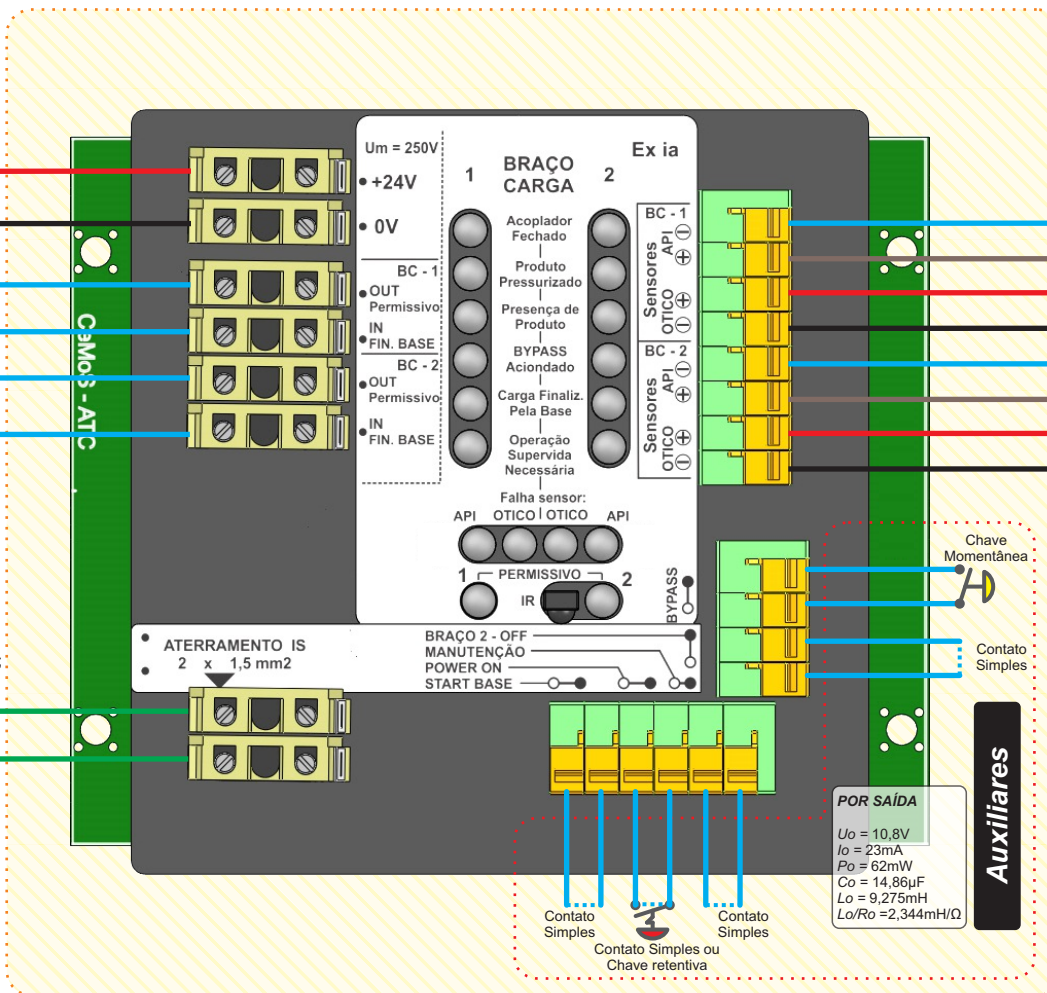 Um = 250V
+24V
0V
BC - 1
OUT
Permissivo
IN
FIN. BASE
BC - 2
OUT
Permissivo
IN
FIN. BASE
1
BRAÇO
CARGA
2
Ex ia
Acoplador
Fechado
Produto
Pressurizado
Presença de
Produto
BYPASS
Aciondado
Carga Finaliz.
Pela Base
Operação
Supervida
Necessária
Falha sensor:
API OTICO OTICO API
1 PERMISSIVO 2
IR
BYPASS
BC - 1
Sensores
API
OTICO
BC - 2
Sensores
API
OTICO
CaMoS - ATC
ATERRAMENTO IS
2 x 1,5 mm2
BRAÇO 2 - OFF
MANUTENÇÃO
POWER ON
START BASE
Chave
Momentânea
Contato
Simples
Contato
Simples
Contato Simples ou
Chave retentiva
Contato
Simples
POR SAÍDA
Uo = 10,8V
Io = 23mA
Po = 62mW
Co = 14,86µF
Lo = 9,275mH
Lo/Ro =2,344mH/Ω
Auxiliares